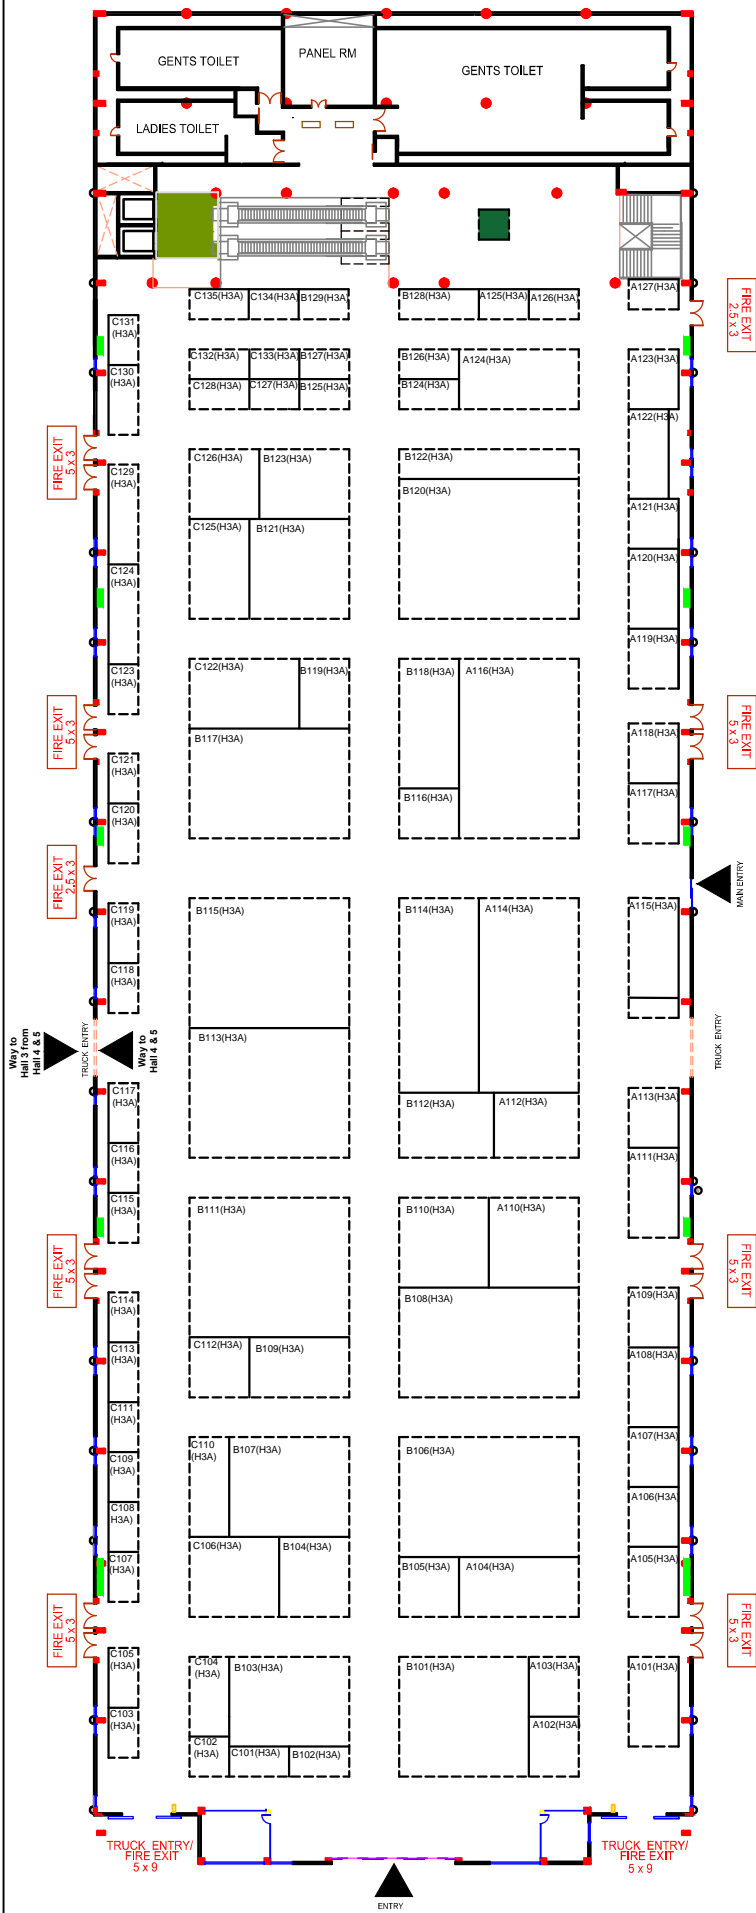 GENTS TOILET
PANEL RM
GENTS TOILET
LADIES TOILET
C135(H3A)
C134(H3A)
B129(H3A)
B128(H3A)
A125(H3A)
A126(H3A)
A127(H3A)
FIRE EXIT
2.5 x 3
C131
(H3A)
C130
(H3A)
C132(H3A)
C133(H3A)
B127(H3A)
C128(H3A)
C127(H3A)
B125(H3A)
B126(H3A)
B124(H3A)
A124(H3A)
A123(H3A)
A122(H3A)
FIRE EXIT
5 x 3
C129
(H3A)
C126(H3A)
B123(H3A)
C125(H3A)
B121(H3A)
B122(H3A)
B120(H3A)
A121(H3A)
A120(H3A)
A119(H3A)
C124
(H3A)
C123
(H3A)
C122(H3A)
B119(H3A)
B117(H3A)
B118(H3A)
A116(H3A)
B116(H3A)
A118(H3A)
A117(H3A)
FIRE EXIT
5 x 3
FIRE EXIT
5 x 3
C121
(H3A)
C120
(H3A)
FIRE EXIT
2.5 x 3
MAIN ENTRY
C119
(H3A)
C118
(H3A)
B115(H3A)
B113(H3A)
B114(H3A)
A114(H3A)
B112(H3A)
A112(H3A)
A115(H3A)
Way to
Hall 3 from
Hall 4 & 5
TRUCK ENTRY
Way to
Hall 4 & 5
TRUCK ENTRY
C117
(H3A)
C116
(H3A)
C115
(H3A)
A113(H3A)
A111(H3A)
B111(H3A)
C112(H3A)
B109(H3A)
B110(H3A)
A110(H3A)
B108(H3A)
FIRE EXIT
5 x 3
FIRE EXIT
5 x 3
C114
(H3A)
C113
(H3A)
C111
(H3A)
C109
(H3A)
C108
H3A)
C107
(H3A)
A109(H3A)
A108(H3A)
A107(H3A)
A106(H3A)
A105(H3A)
C110
(H3A)
B107(H3A)
C106(H3A)
B104(H3A)
B106(H3A)
B105(H3A)
A104(H3A)
FIRE EXIT
5 x 3
FIRE EXIT
5 x 3
C105
(H3A)
C103
(H3A)
C104
(H3A)
B103(H3A)
C102
(H3A)
C101(H3A)
B102(H3A)
B101(H3A)
A103(H3A)
A102(H3A)
A101(H3A)
TRUCK ENTRY/
FIRE EXIT
5 x 9
TRUCK ENTRY/
FIRE EXIT
5 x 9
ENTRY